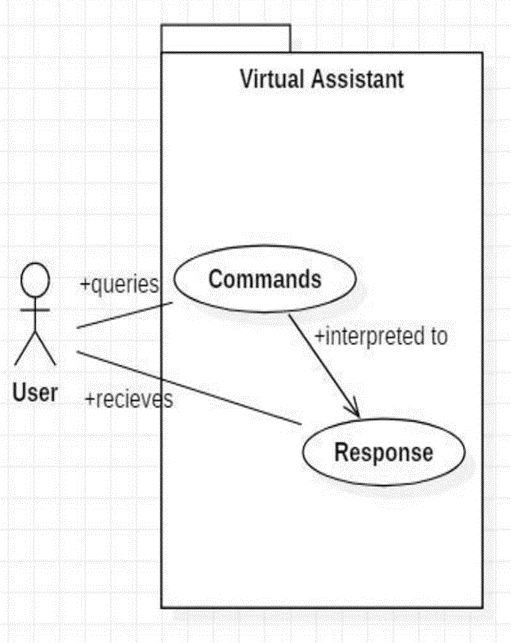 Virtual Assistant
+queries
Commands
+interpreted to
User
+recieves
Response